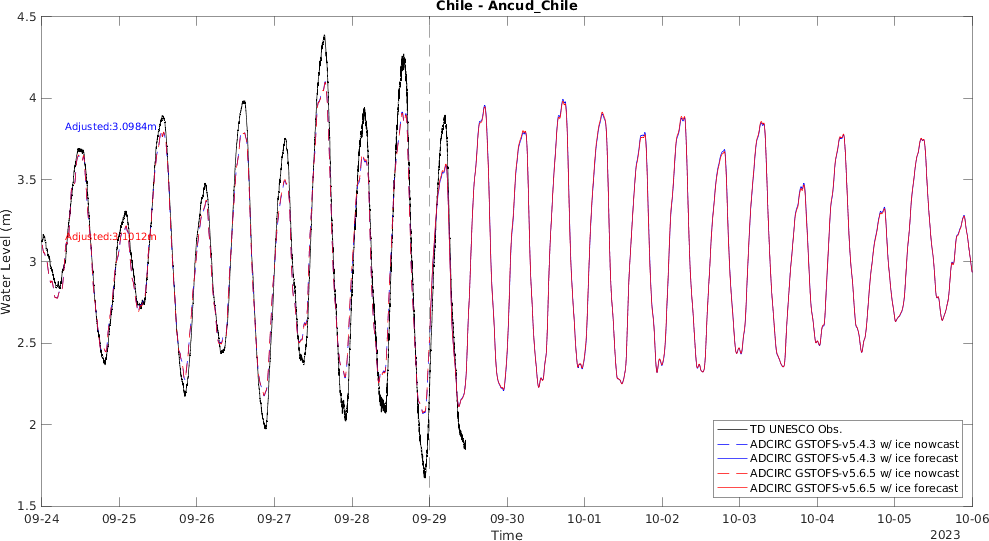 Chile - Ancud_Chile
4.5
4
3.5
3
2.5
2
1.5
Water Level (m)
Adjusted:3.0984m
Adjusted:3.1012m
TD UNESCO Obs.
ADCIRC GSTOFS-v5.4.3 w/ ice nowcast
ADCIRC GSTOFS-v5.4.3 w/ ice forecast
ADCIRC GSTOFS-v5.6.5 w/ ice nowcast
ADCIRC GSTOFS-v5.6.5 w/ ice forecast
09-24 09-25 09-26 09-27 09-28 09-29 09-30 10-01 10-02 10-03 10-04 10-05 10-06
Time
2023